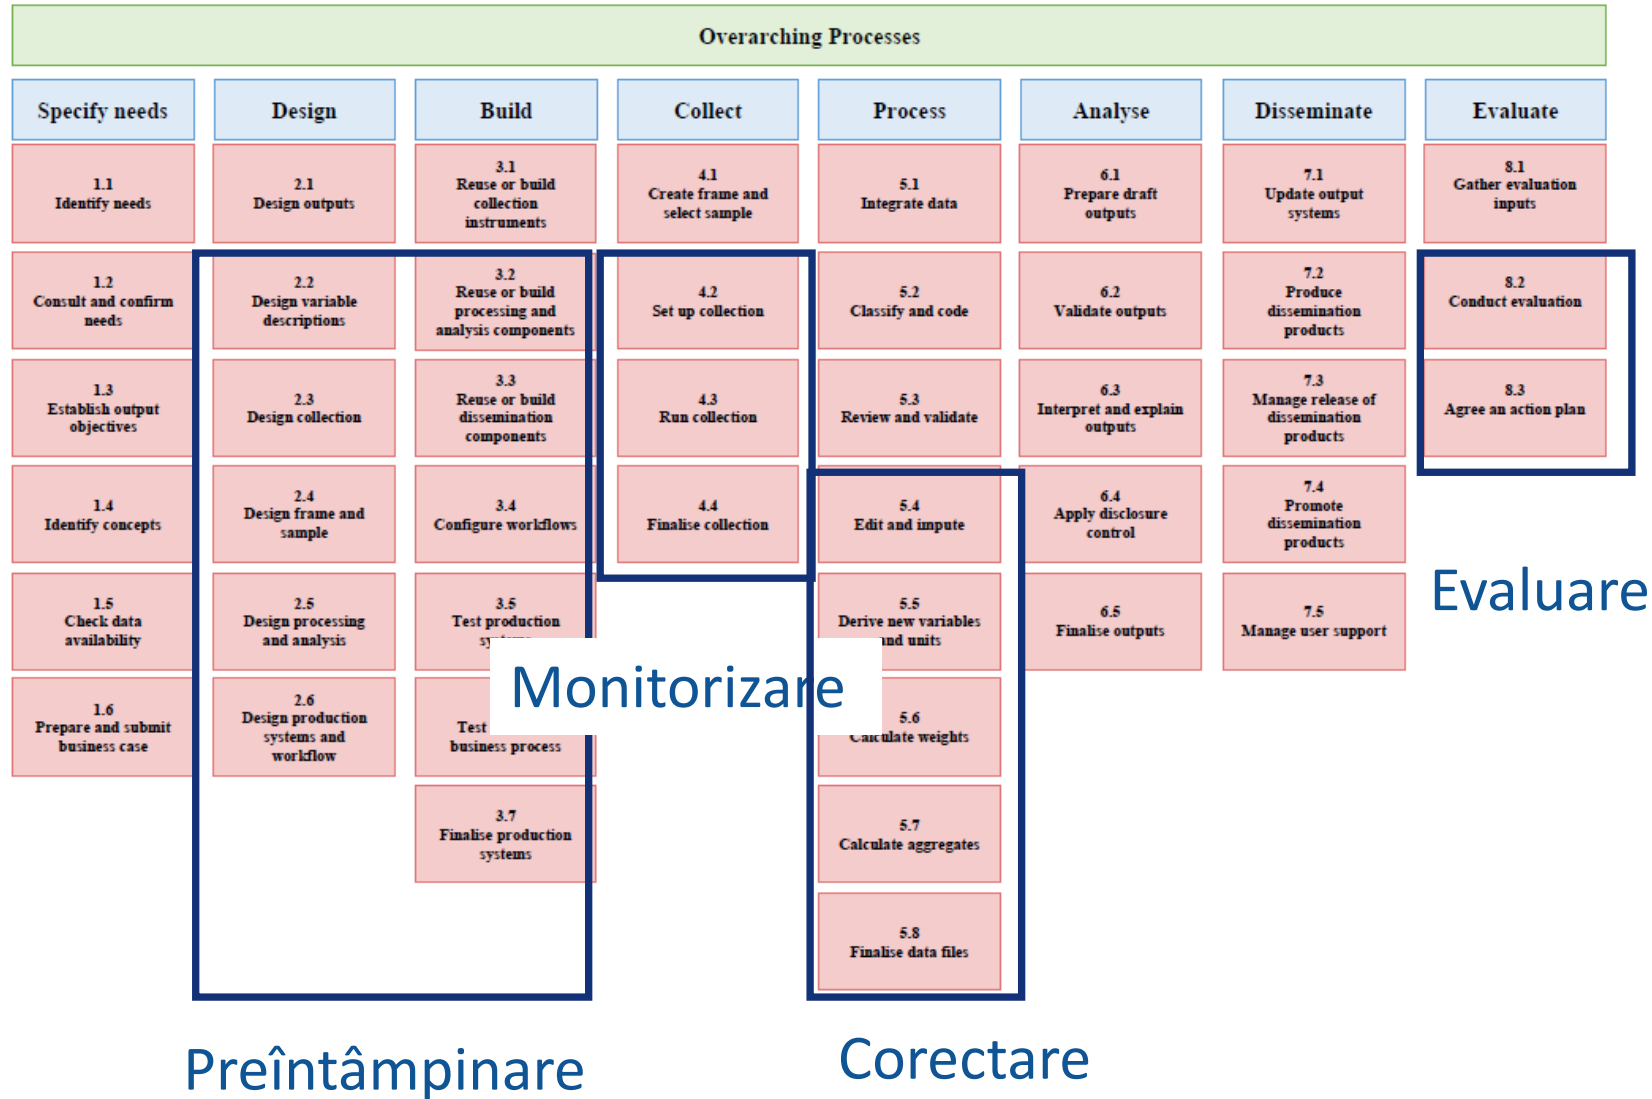 Overarching Processes
Specify needs
Design
Build
Collect
Process
Analyse
Disseminate
Evaluate
1.1
Identify needs
2.1
Design outputs
3.1
Reuse or build
collection
instruments
4.1
Create frame and
select sample
5.1
Integrate data
6.1
Prepare draft
outputs
7.1
Update output
systems
8.1
Gather evaluation
inputs
1.2
Consult and confirm
needs
2.2
Design variable
descriptions
3.2
Reuse or build
processing and
analysis components
4.2
Set up collection
5.2
Classify and code
6.2
Validate outputs
7.2
Produce
dissemination
products
8.2
Conduct evaluation
1.3
Establish output
objectives
2.3
Design collection
3.3
Reuse or build
dissemination
components
4.3
Run collection
5.3
Review and validate
6.3
Interpret and explain
outputs
7.3
Manage release of
dissemination
products
8.3
Agree an action plan
1.4
Identify concepts
2.4
Design frame and
sample
3.4
Configure workflows
4.4
Finalise collection
5.4
Edit and impute
6.4
Apply disclosure
control
7.4
Promote
dissemination
products
Evaluare
1.5
Check data
availability
2.5
Design processing
and analysis
3.5
Test production
5.5
Derive new variables
and units
6.5
Finalise outputs
7.5
Manage user support
Monitorizare
1.6
Prepare and submit
business case
2.6
Design production
systems and
workflow
Test
business process
5.6
Calculate weights
3.7
Finalise production
systems
5.7
Calculate aggregates
5.8
Finalise data files
Preîntâmpinare
Corectare